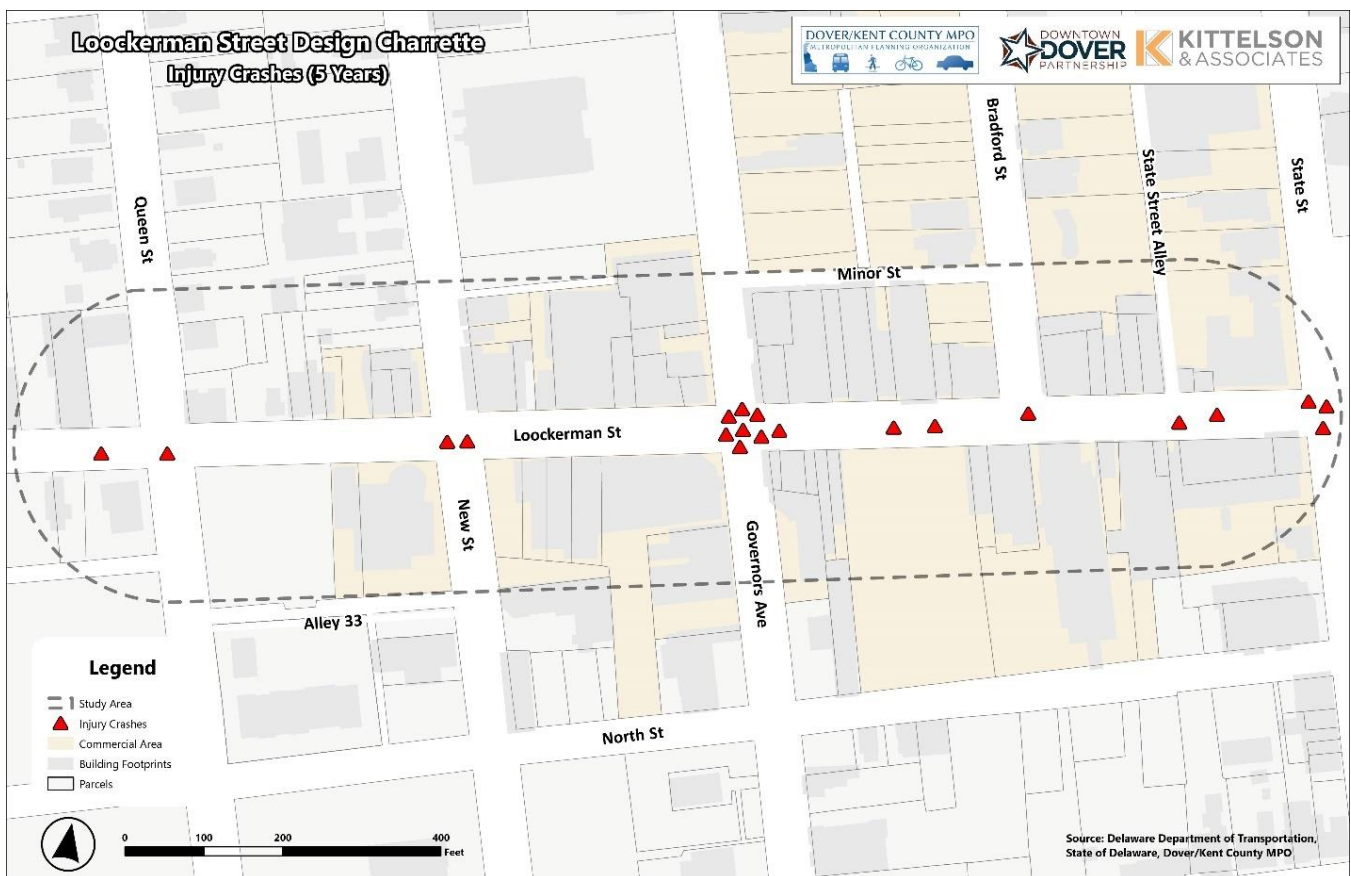 Loockerman Street Design Charrette
Injury Crashes (5 Years)
DOVER/KENT COUNTY MPO
METROPOLITAN PLANNING ORGANIZATION
DOWNTOWN
DOVER
PARTNERSHIP
KITTELSON
& ASSOCIATES
Queen St
Bradford St
State Street Alley
State St
Minor St
Loockerman St
New St
Governors Ave
Alley 33
North St
Legend
Study Area
Injury Crashes
Commercial Area
Building Footprints
Parcels
0 100 200 400
Feet
Source: Delaware Department of Transportation,
State of Delaware, Dover/Kent County MPO